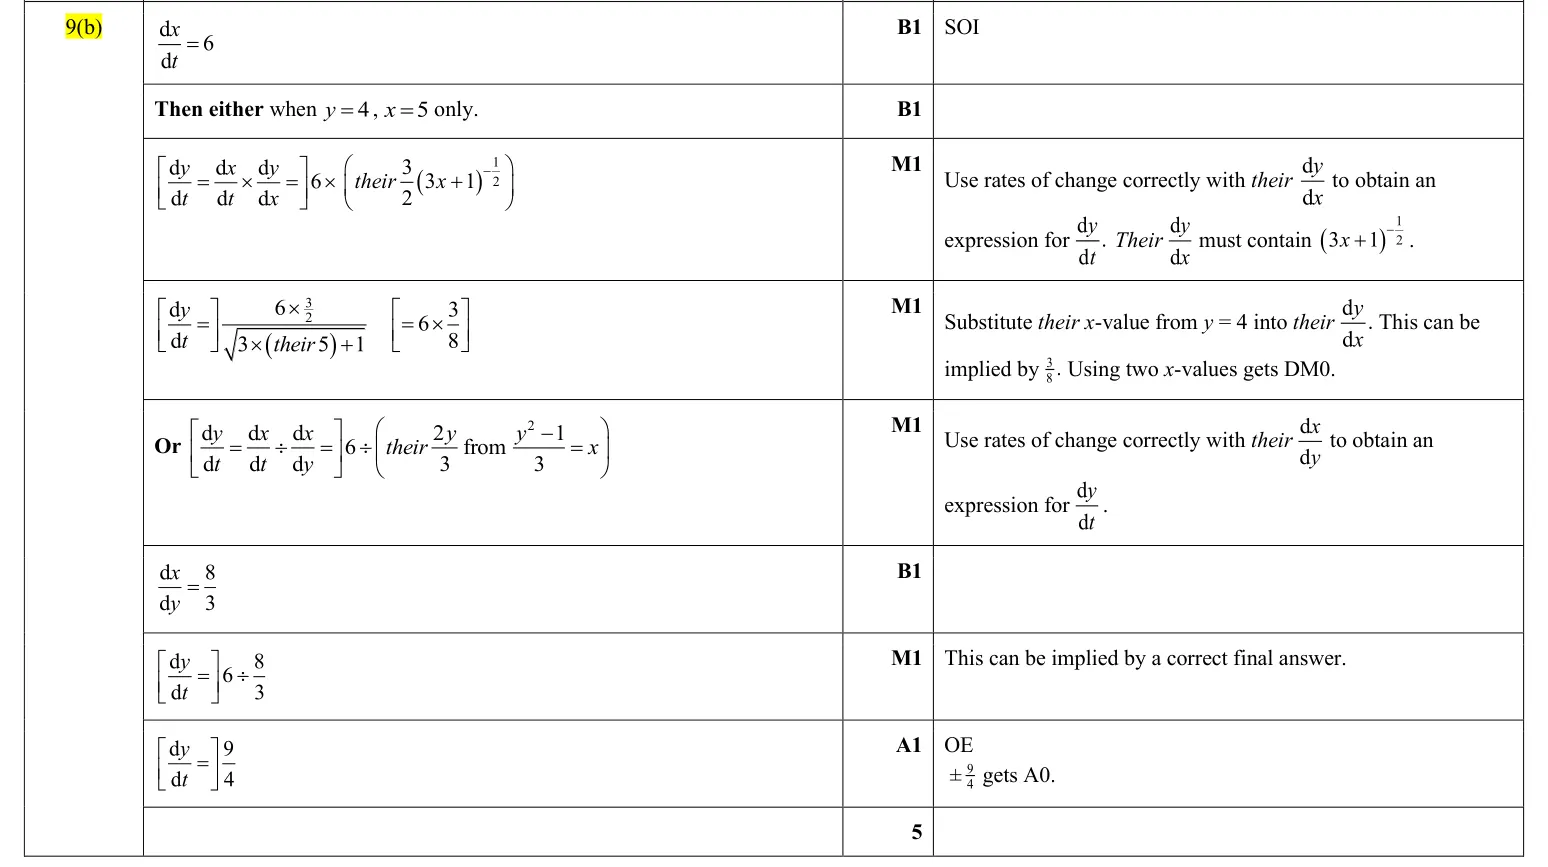 9(b)
dx/dt = 6 B1 SOI
Then either when y = 4, x = 5 only. B1
[dy/dt = dx/dt × dy/dx =] 6 × (their 3/2 (3x + 1)^(−1/2)) M1 Use rates of change correctly with their dy/dx to obtain an
expression for dy/dt. Their dy/dx must contain (3x + 1)^(−1/2).
[dy/dt =] (6 × 3/2)/√(3 × (their 5) + 1) [= 6 × 3/8] M1 Substitute their x-value from y = 4 into their dy/dx. This can be
implied by 3/8. Using two x-values gets DM0.
Or [dy/dt = dx/dt ÷ dx/dy =] 6 ÷ (their 2y/3 from (y² − 1)/3 = x) M1 Use rates of change correctly with their dx/dy to obtain an
expression for dy/dt.
dx/dy = 8/3 B1
[dy/dt =] 6 ÷ 8/3 M1 This can be implied by a correct final answer.
[dy/dt =] 9/4 A1 OE
± 9/4 gets A0.
5